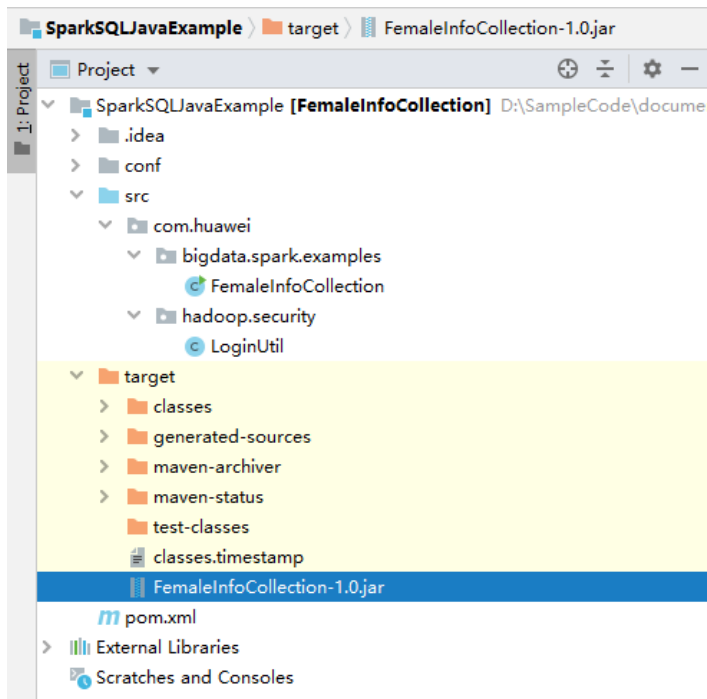 SparkSQLJavaExample target FemaleInfoCollection-1.0.jar
1: Project
Project
SparkSQLJavaExample [FemaleInfoCollection] D:\SampleCode\docume
.idea
conf
src
com.huawei
bigdata.spark.examples
FemaleInfoCollection
hadoop.security
LoginUtil
target
classes
generated-sources
maven-archiver
maven-status
test-classes
classes.timestamp
FemaleInfoCollection-1.0.jar
pom.xml
External Libraries
Scratches and Consoles